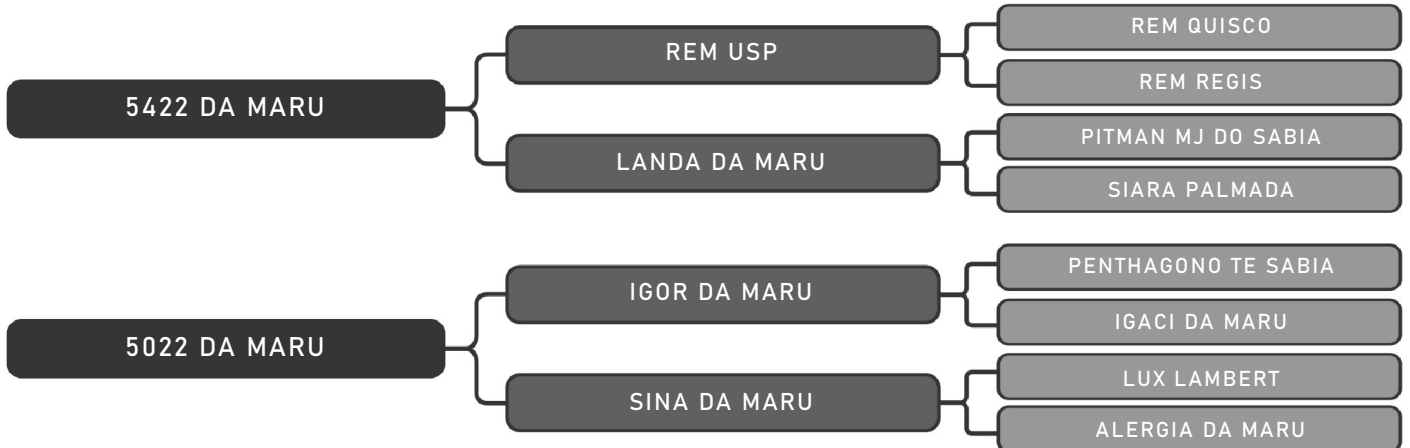 5422 DA MARU
REM USP
REM QUISCO
REM REGIS
LANDA DA MARU
PITMAN MJ DO SABIA
SIARA PALMADA
5022 DA MARU
IGOR DA MARU
PENTHAGONO TE SABIA
IGACI DA MARU
SINA DA MARU
LUX LAMBERT
ALERGIA DA MARU